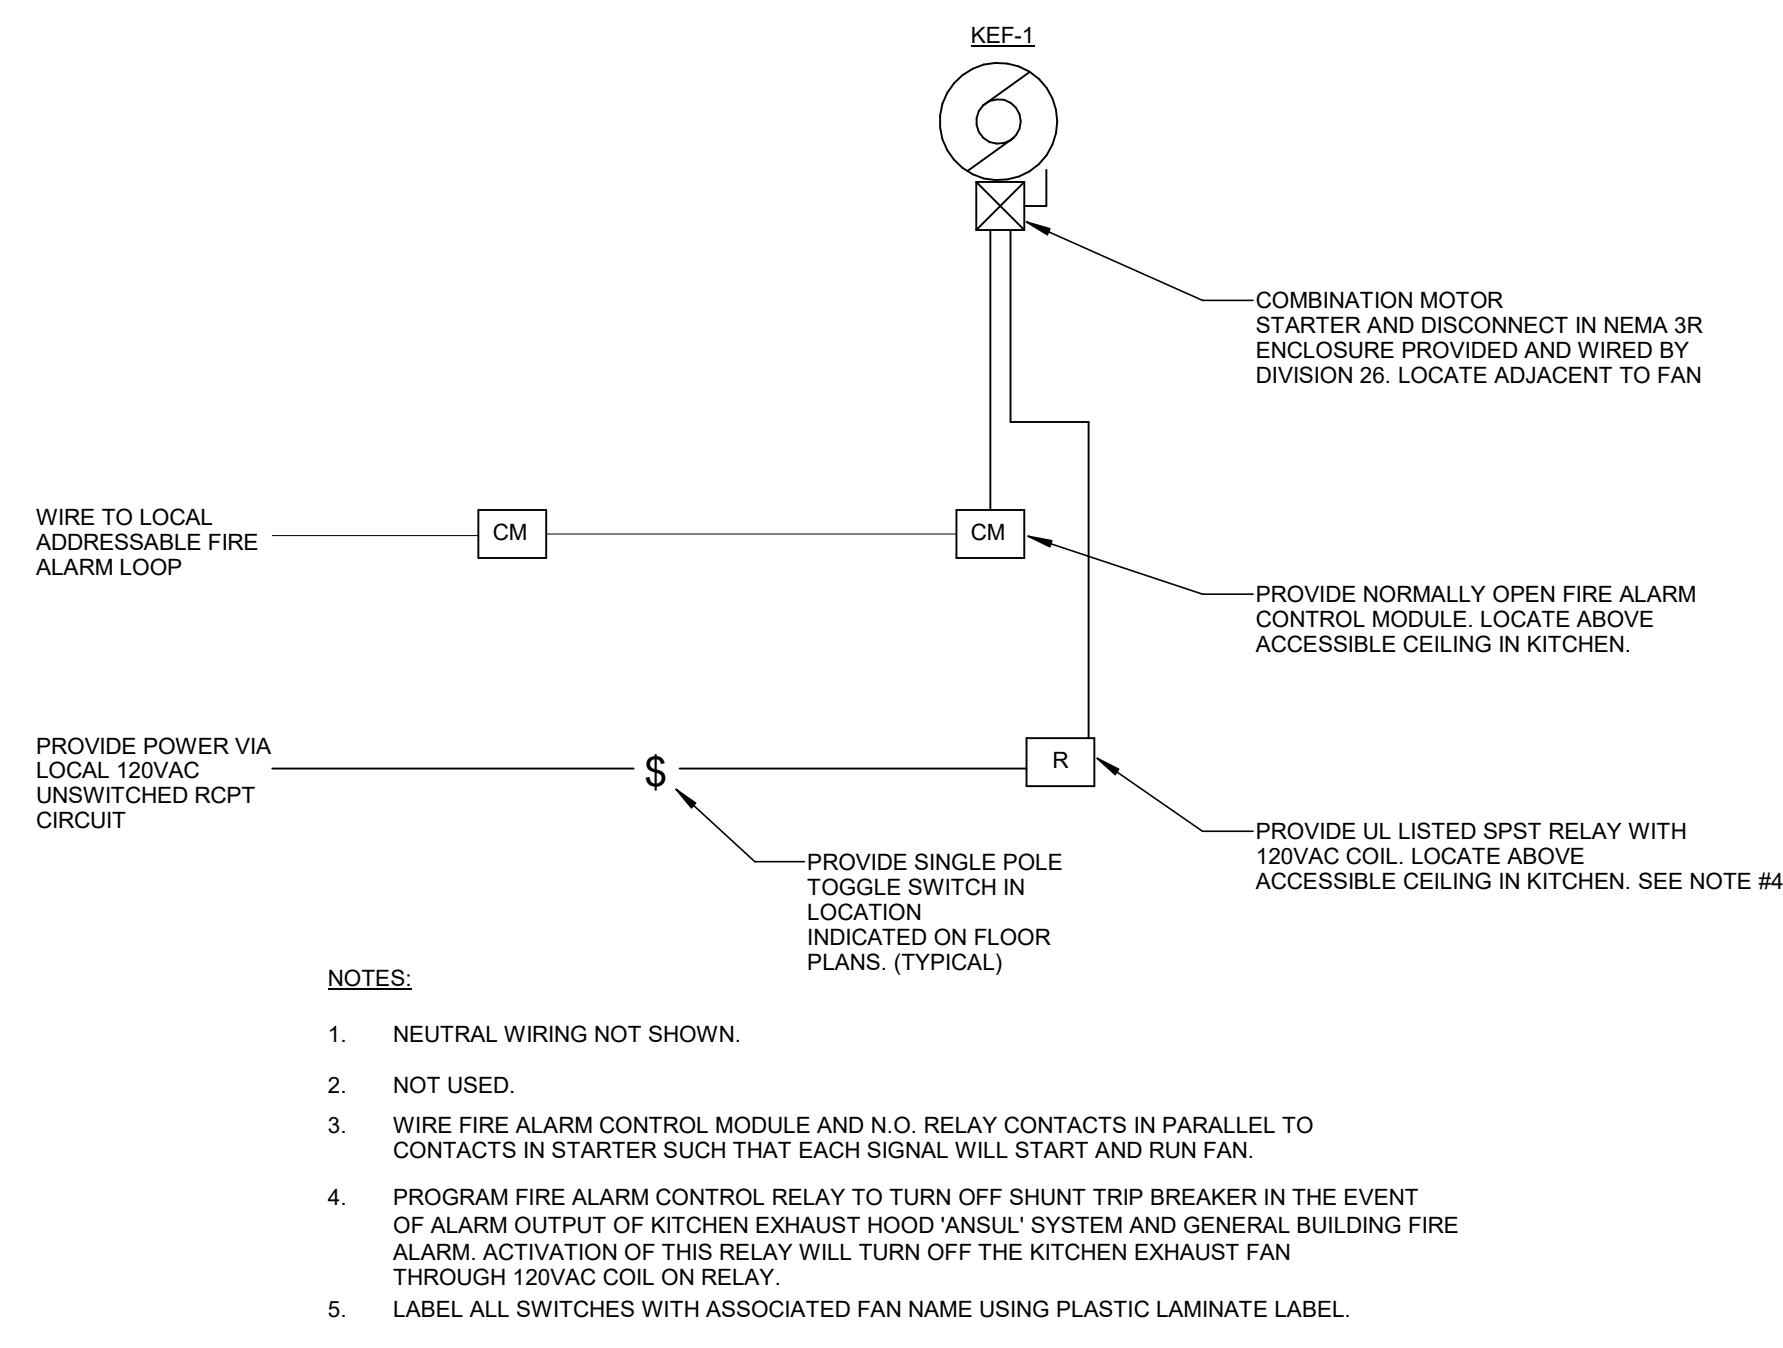 KEF-1
COMBINATION MOTOR
STARTER AND DISCONNECT IN NEMA 3R
ENCLOSURE PROVIDED AND WIRED BY
DIVISION 26. LOCATE ADJACENT TO FAN
WIRE TO LOCAL
ADDRESSABLE FIRE
ALARM LOOP
CM
CM
PROVIDE NORMALLY OPEN FIRE ALARM
CONTROL MODULE. LOCATE ABOVE
ACCESSIBLE CEILING IN KITCHEN.
PROVIDE POWER VIA
LOCAL 120VAC
UNSWITCHED RCPT
CIRCUIT
$
R
PROVIDE UL LISTED SPST RELAY WITH
120VAC COIL. LOCATE ABOVE
ACCESSIBLE CEILING IN KITCHEN. SEE NOTE #4
PROVIDE SINGLE POLE
TOGGLE SWITCH IN
LOCATION
INDICATED ON FLOOR
PLANS. (TYPICAL)
NOTES:
1. NEUTRAL WIRING NOT SHOWN.
2. NOT USED.
3. WIRE FIRE ALARM CONTROL MODULE AND N.O. RELAY CONTACTS IN PARALLEL TO
CONTACTS IN STARTER SUCH THAT EACH SIGNAL WILL START AND RUN FAN.
4. PROGRAM FIRE ALARM CONTROL RELAY TO TURN OFF SHUNT TRIP BREAKER IN THE EVENT
OF ALARM OUTPUT OF KITCHEN EXHAUST HOOD 'ANSUL' SYSTEM AND GENERAL BUILDING FIRE
ALARM. ACTIVATION OF THIS RELAY WILL TURN OFF THE KITCHEN EXHAUST FAN
THROUGH 120VAC COIL ON RELAY.
5. LABEL ALL SWITCHES WITH ASSOCIATED FAN NAME USING PLASTIC LAMINATE LABEL.